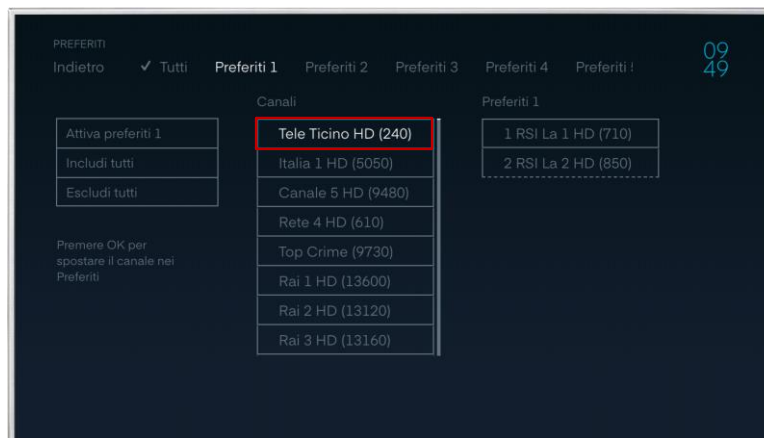 PREFERITI
Indietro ✓ Tutti Preferiti 1 Preferiti 2 Preferiti 3 Preferiti 4 Preferiti
09
49
Canali
Preferiti 1
Attiva preferiti 1
Includi tutti
Escludi tutti
Premere OK per
spostare il canale nei
Preferiti
Tele Ticino HD (240)
Italia 1 HD (5050)
Canale 5 HD (9480)
Rete 4 HD (610)
Top Crime (9730)
Rai 1 HD (13600)
Rai 2 HD (13120)
Rai 3 HD (13160)
1 RSI La 1 HD (710)
2 RSI La 2 HD (850)